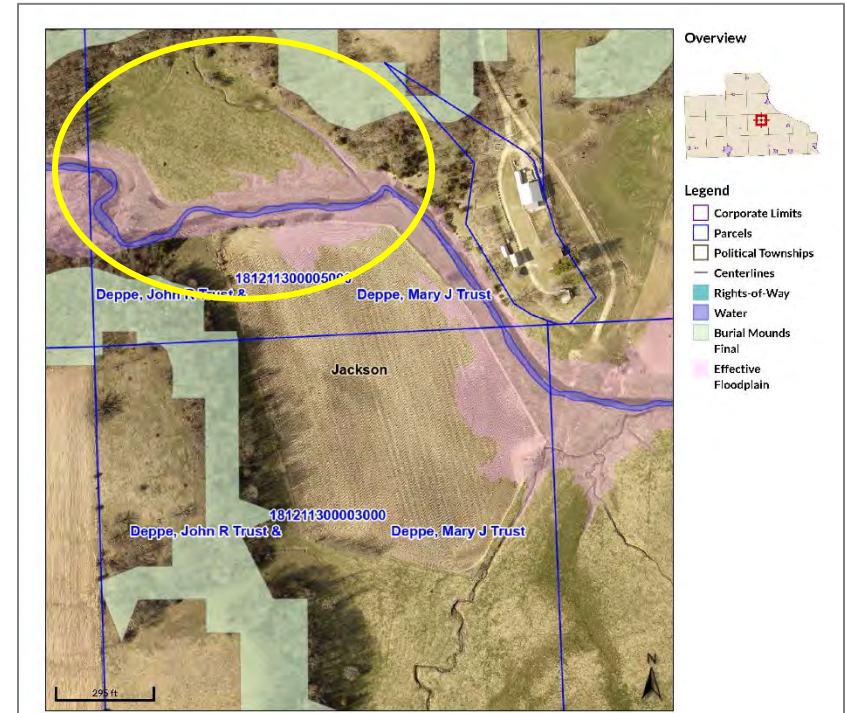 Overview
Legend
Corporate Limits
Parcels
Political Townships
Centerlines
Rights-of-Way
Water
Burial Mounds
Final
Effective
Floodplain
Deppe, John R Trust &
Deppe, Mary J Trust
Jackson
181211300003000
Deppe, John R Trust &
Deppe, Mary J Trust
N
295 ft